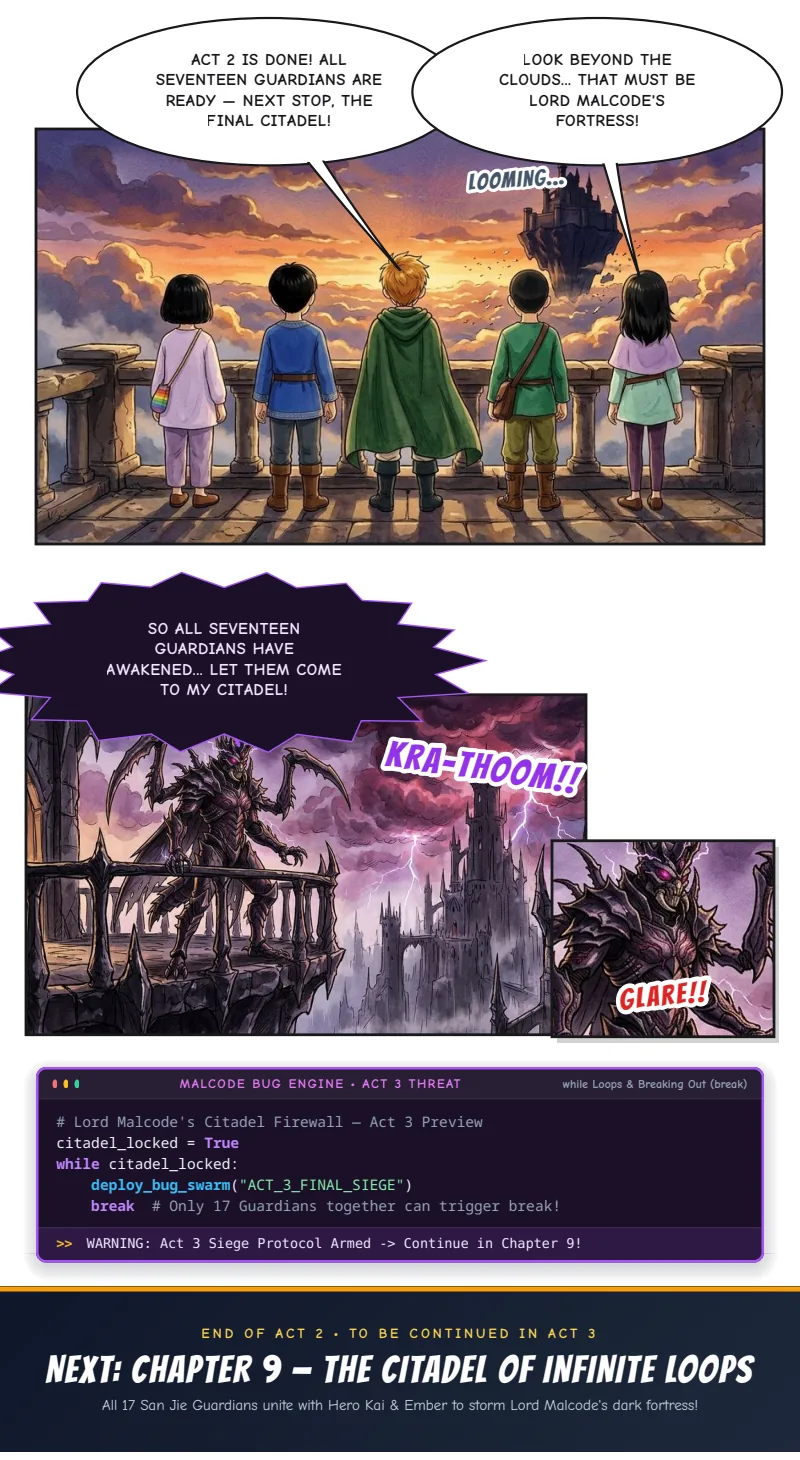 ACT 2 IS DONE! ALL
SEVENTEEN GUARDIANS ARE
READY — NEXT STOP, THE
FINAL CITADEL!
LOOK BEYOND THE
CLOUDS... THAT MUST BE
LORD MALCODE'S
FORTRESS!
LOOMING...
SO ALL SEVENTEEN
GUARDIANS HAVE
AWAKENED... LET THEM COME
TO MY CITADEL!
KRA-THOOM!!
GLARE!!
MALCODE BUG ENGINE • ACT 3 THREAT
while Loops & Breaking Out (break)
# Lord Malcode's Citadel Firewall — Act 3 Preview
citadel_locked = True
while citadel_locked:
    deploy_bug_swarm("ACT_3_FINAL_SIEGE")
    break  # Only 17 Guardians together can trigger break!
>> WARNING: Act 3 Siege Protocol Armed -> Continue in Chapter 9!
END OF ACT 2 • TO BE CONTINUED IN ACT 3
NEXT: CHAPTER 9 — THE CITADEL OF INFINITE LOOPS
All 17 San Jie Guardians unite with Hero Kai & Ember to storm Lord Malcode's dark fortress!